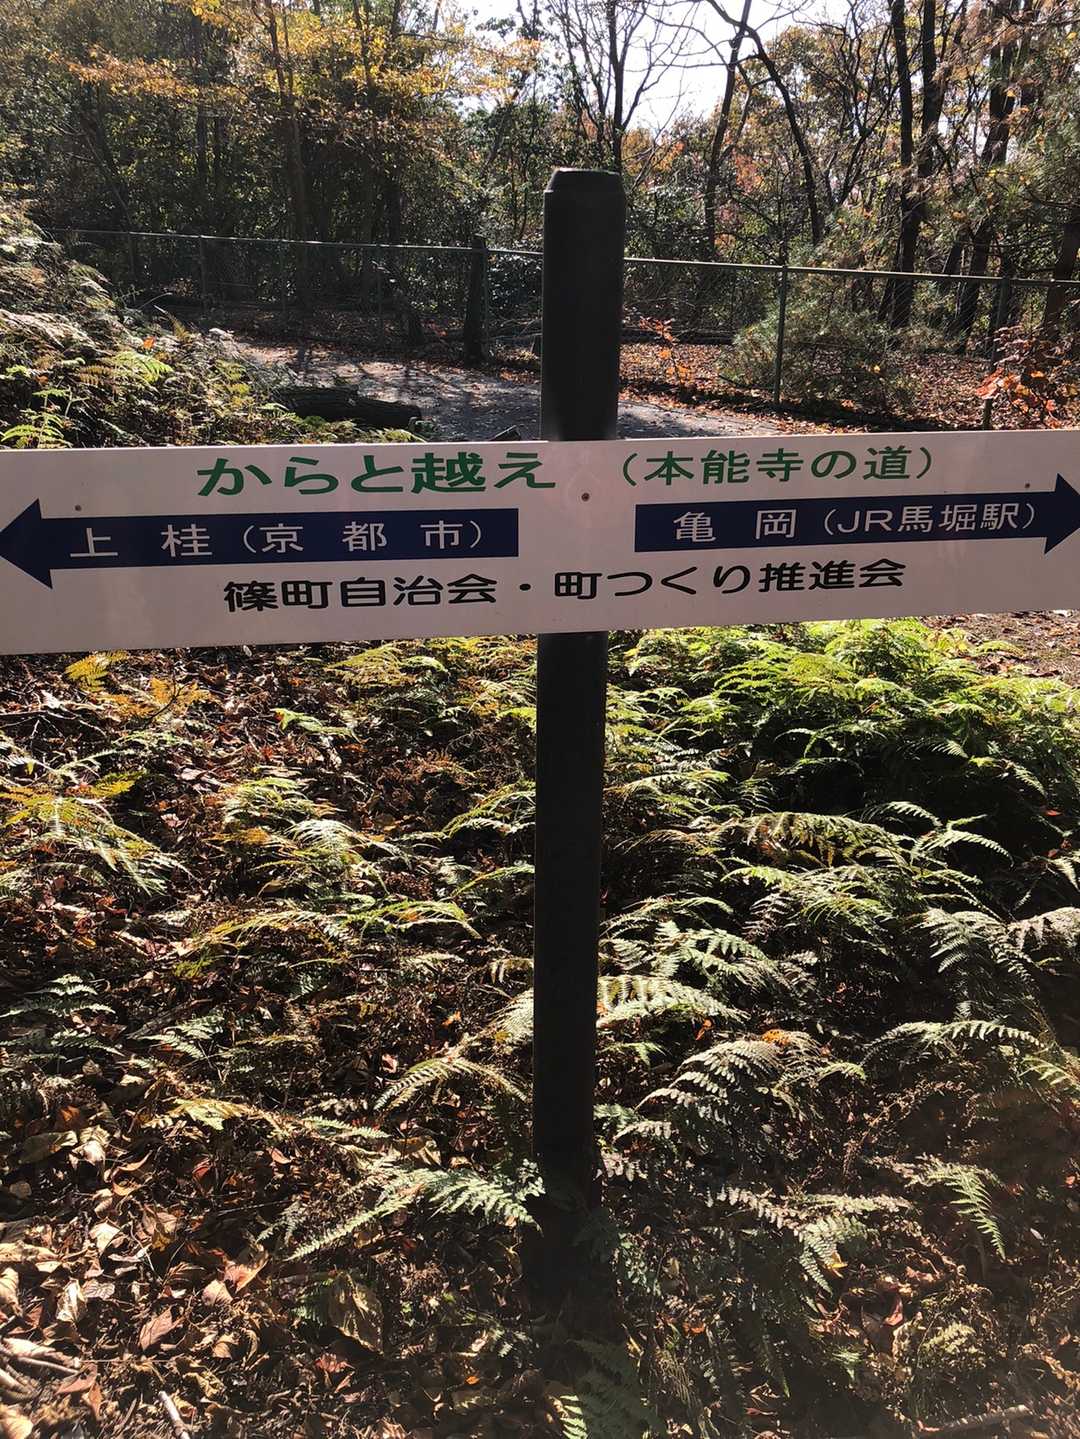 からと越え （本能寺の道）
上桂（京都市） 亀岡（JR馬堀駅）
篠町自治会・町つくり推進会